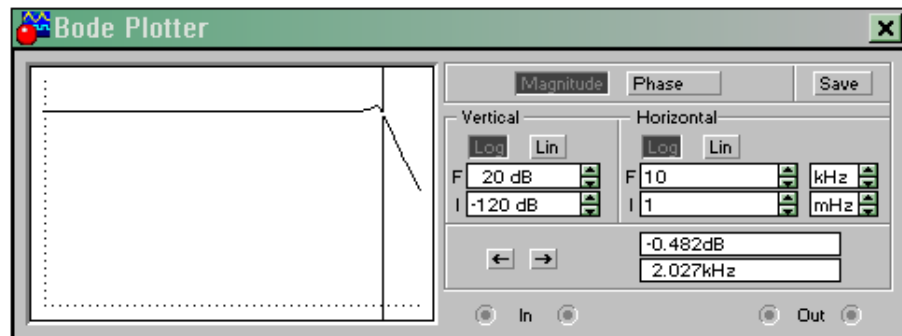 Bode Plotter
Magnitude Phase Save
Vertical Horizontal
Log Lin Log Lin
F 20 dB F 10 kHz
I -120 dB I 1 mHz
← → -0.482dB
2.027kHz
In Out